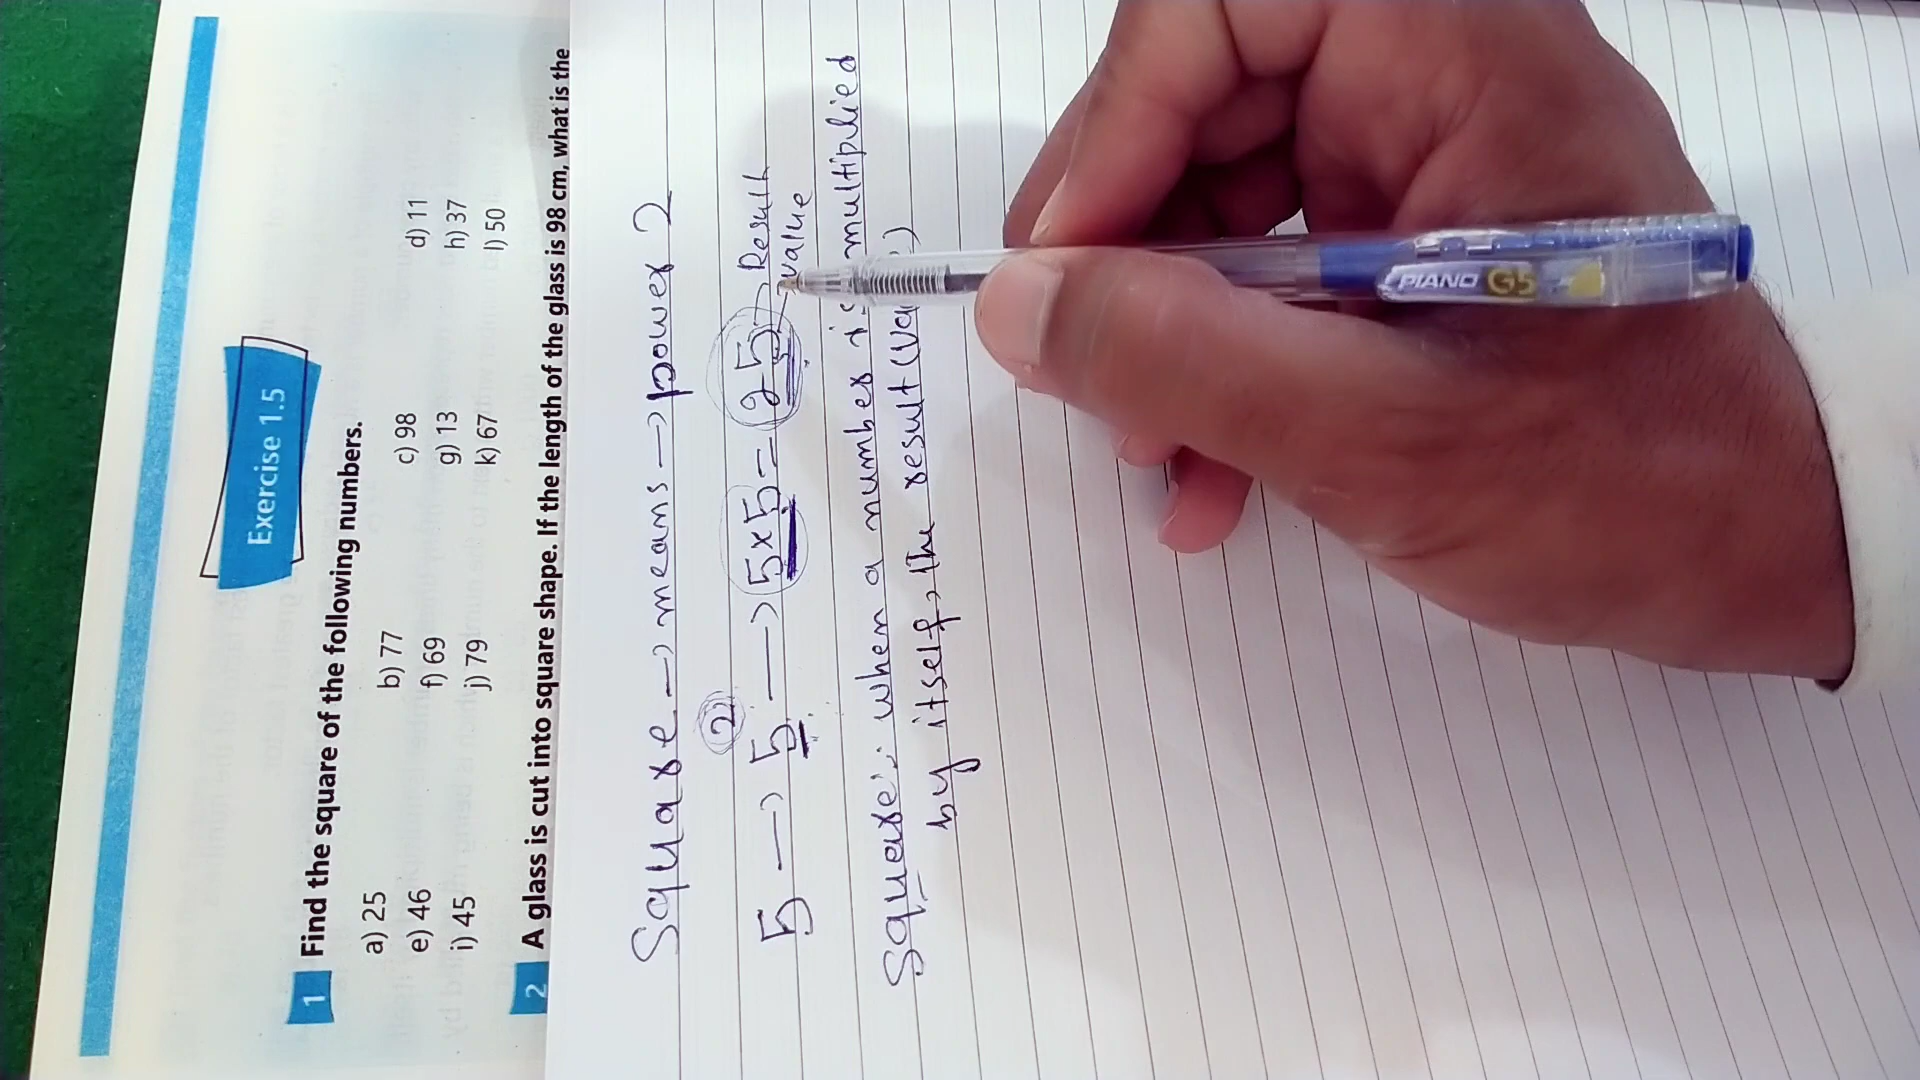 Exercise 1.5
1 Find the square of the following numbers.
a) 25 b) 77 c) 98 d) 11
e) 46 f) 69 g) 13 h) 37
i) 45 j) 79 k) 67 l) 50
2 A glass is cut into square shape. If the length of the glass is 98 cm, what is the
Square → means → power 2
5 → 5² → 5×5 = 25 → Result
value
Square: when a number is multiplied
by itself, the result (va
PIANO G5